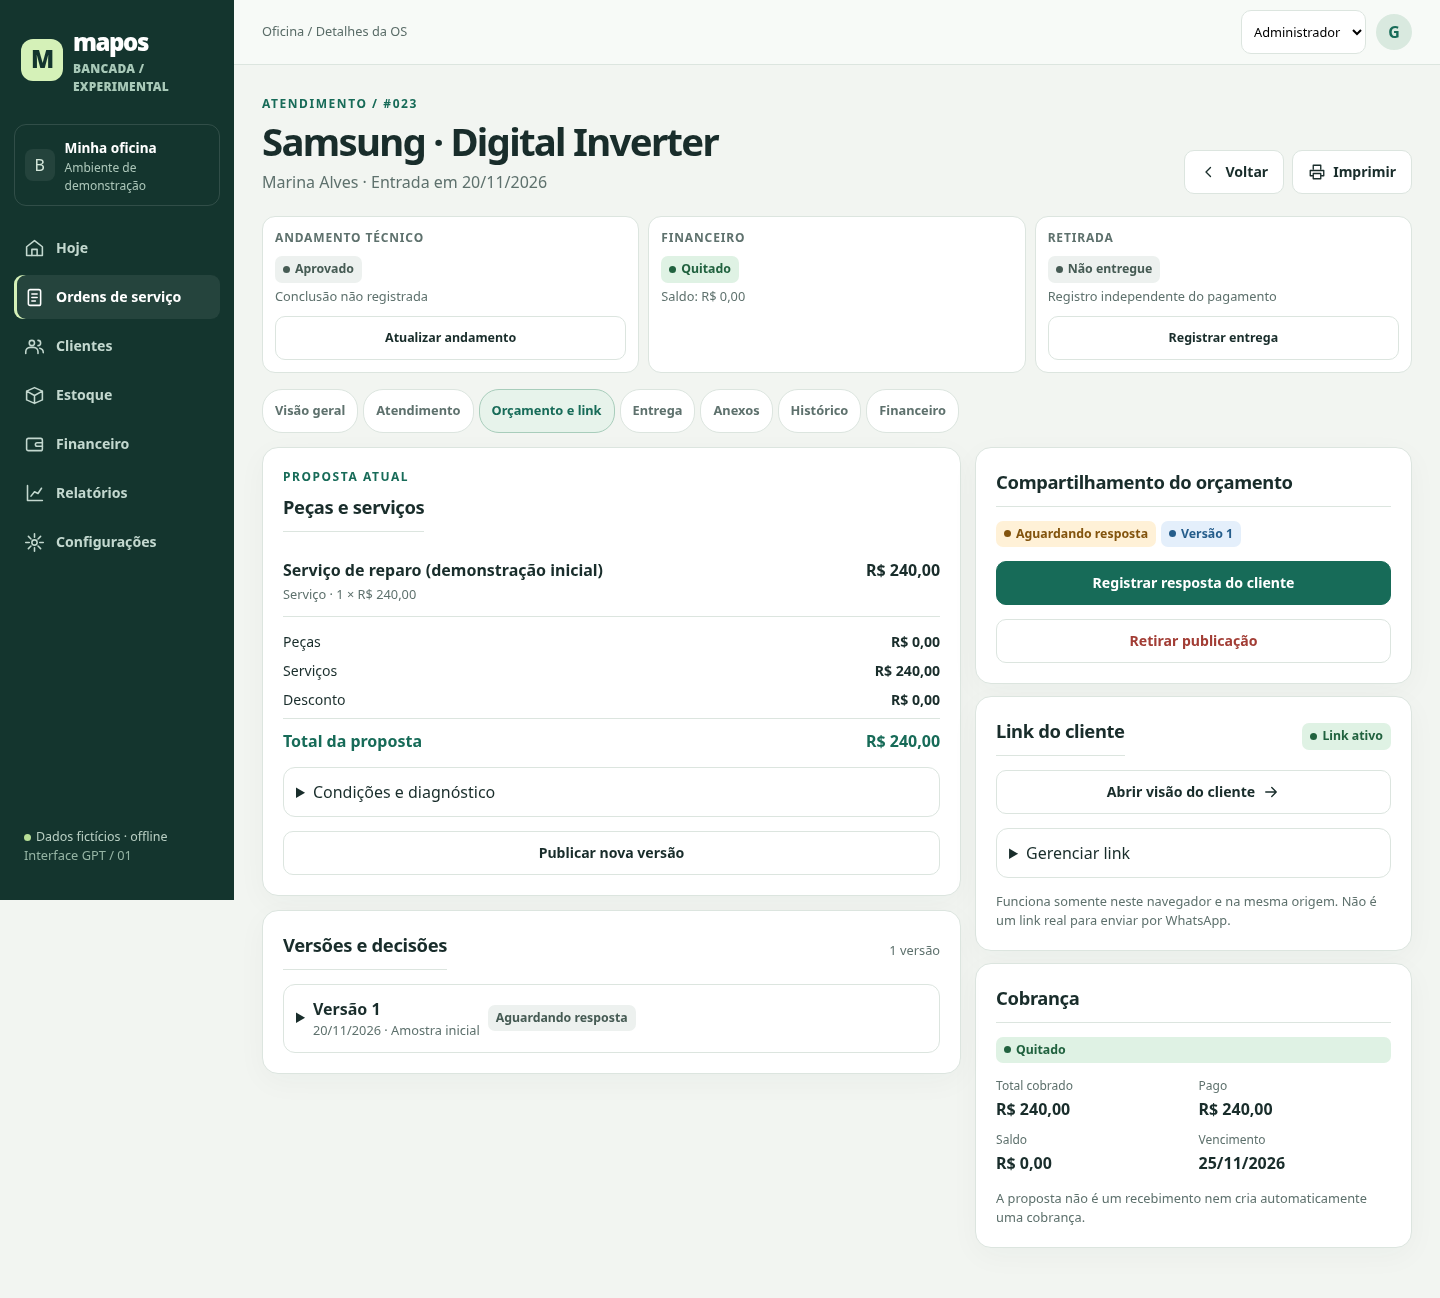 M
mapos
BANCADA /
EXPERIMENTAL
B
Minha oficina
Ambiente de
demonstração
Hoje
Ordens de serviço
Clientes
Estoque
Financeiro
Relatórios
Configurações
Dados fictícios · offline
Interface GPT / 01
Oficina / Detalhes da OS
Administrador
G
ATENDIMENTO / #023
Samsung · Digital Inverter
Marina Alves · Entrada em 20/11/2026
Voltar
Imprimir
ANDAMENTO TÉCNICO
Aprovado
Conclusão não registrada
Atualizar andamento
FINANCEIRO
Quitado
Saldo: R$ 0,00
RETIRADA
Não entregue
Registro independente do pagamento
Registrar entrega
Visão geral
Atendimento
Orçamento e link
Entrega
Anexos
Histórico
Financeiro
PROPOSTA ATUAL
Peças e serviços
Serviço de reparo (demonstração inicial) R$ 240,00
Serviço · 1 × R$ 240,00
Peças R$ 0,00
Serviços R$ 240,00
Desconto R$ 0,00
Total da proposta R$ 240,00
Condições e diagnóstico
Publicar nova versão
Versões e decisões
1 versão
Versão 1
20/11/2026 · Amostra inicial
Aguardando resposta
Compartilhamento do orçamento
Aguardando resposta
Versão 1
Registrar resposta do cliente
Retirar publicação
Link do cliente
Link ativo
Abrir visão do cliente
Gerenciar link
Funciona somente neste navegador e na mesma origem. Não é
um link real para enviar por WhatsApp.
Cobrança
Quitado
Total cobrado Pago
R$ 240,00 R$ 240,00
Saldo Vencimento
R$ 0,00 25/11/2026
A proposta não é um recebimento nem cria automaticamente
uma cobrança.